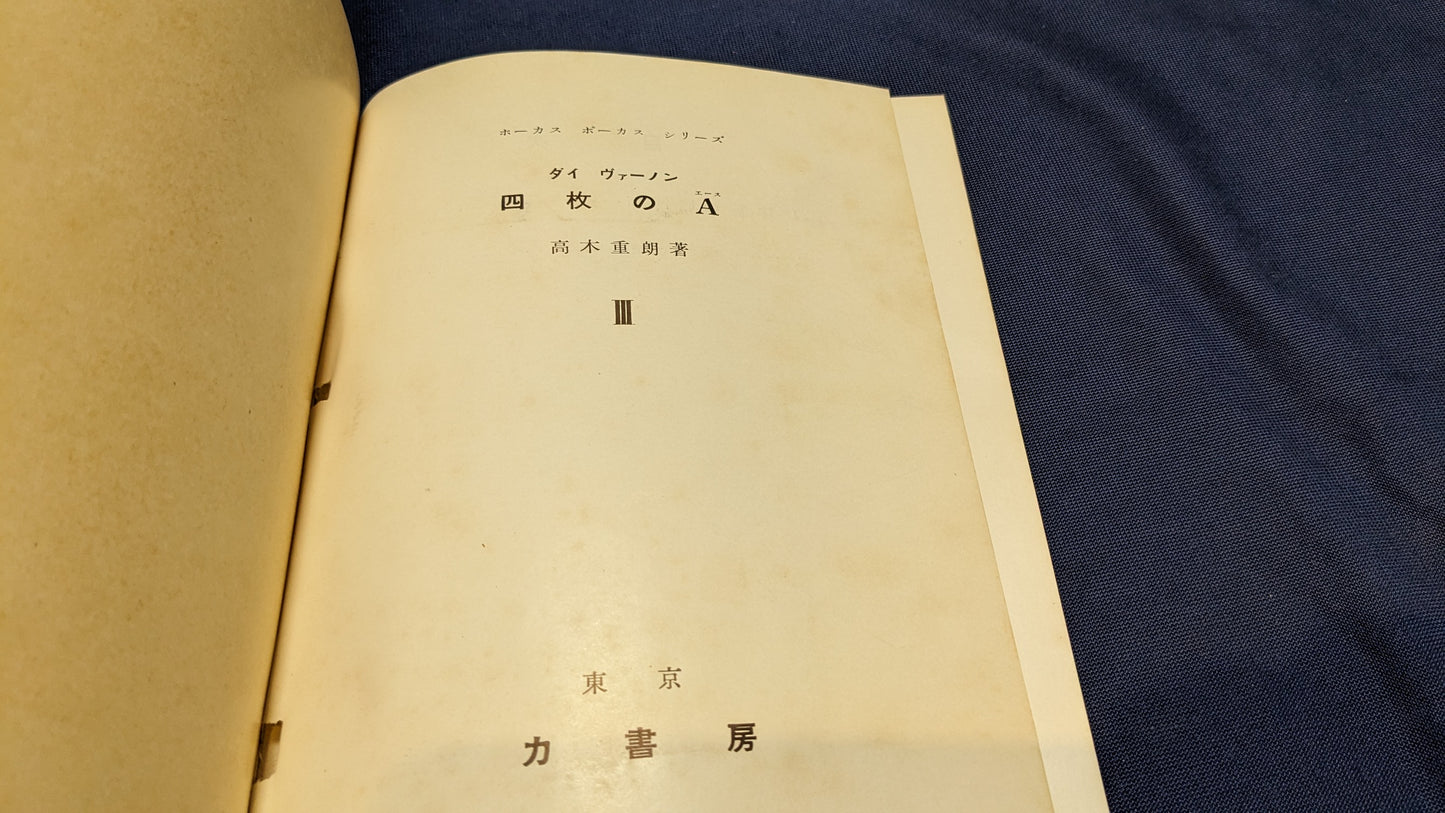 ホーカス ポーカス シリーズ
ダイ ヴァーノン
四枚のA
エース
高木重朗著
III
東京
力書房